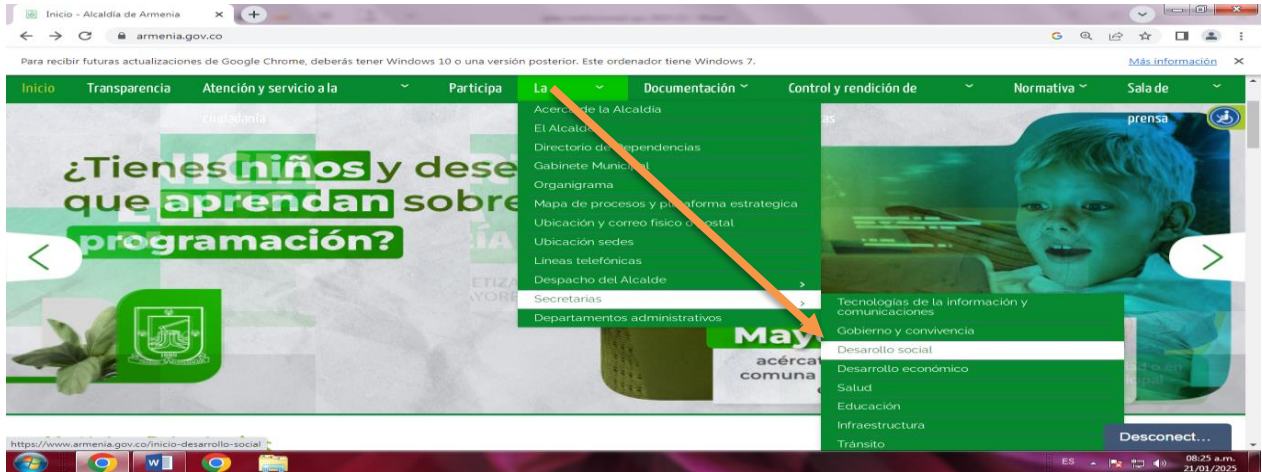 Inicio - Alcaldía de Armenia
armenia.gov.co
Para recibir futuras actualizaciones de Google Chrome, deberás tener Windows 10 o una versión posterior. Este ordenador tiene Windows 7.
Más información
Inicio
Transparencia
Atención y servicio a la
ciudadanía
Participa
La
Documentación
Control y rendición de
Normativa
Sala de
prensa
Acerca de la Alcaldía
El Alcalde
Directorio de Dependencias
Gabinete Municipal
Organigrama
Mapa de procesos y plataforma estrategica
Ubicación y correo físico o postal
Ubicación sedes
Líneas telefónicas
Despacho del Alcalde
Secretarias
Departamentos administrativos
Tecnologías de la información y
comunicaciones
Gobierno y convivencia
Desarollo social
Desarrollo económico
Salud
Educación
Infraestructura
Tránsito
¿Tienes niños y dese
que aprendan sobre
programación?
May
acércat
comuna
Desconect...
https://www.armenia.gov.co/inicio-desarrollo-social
ES
08:25 a.m.
21/01/2025